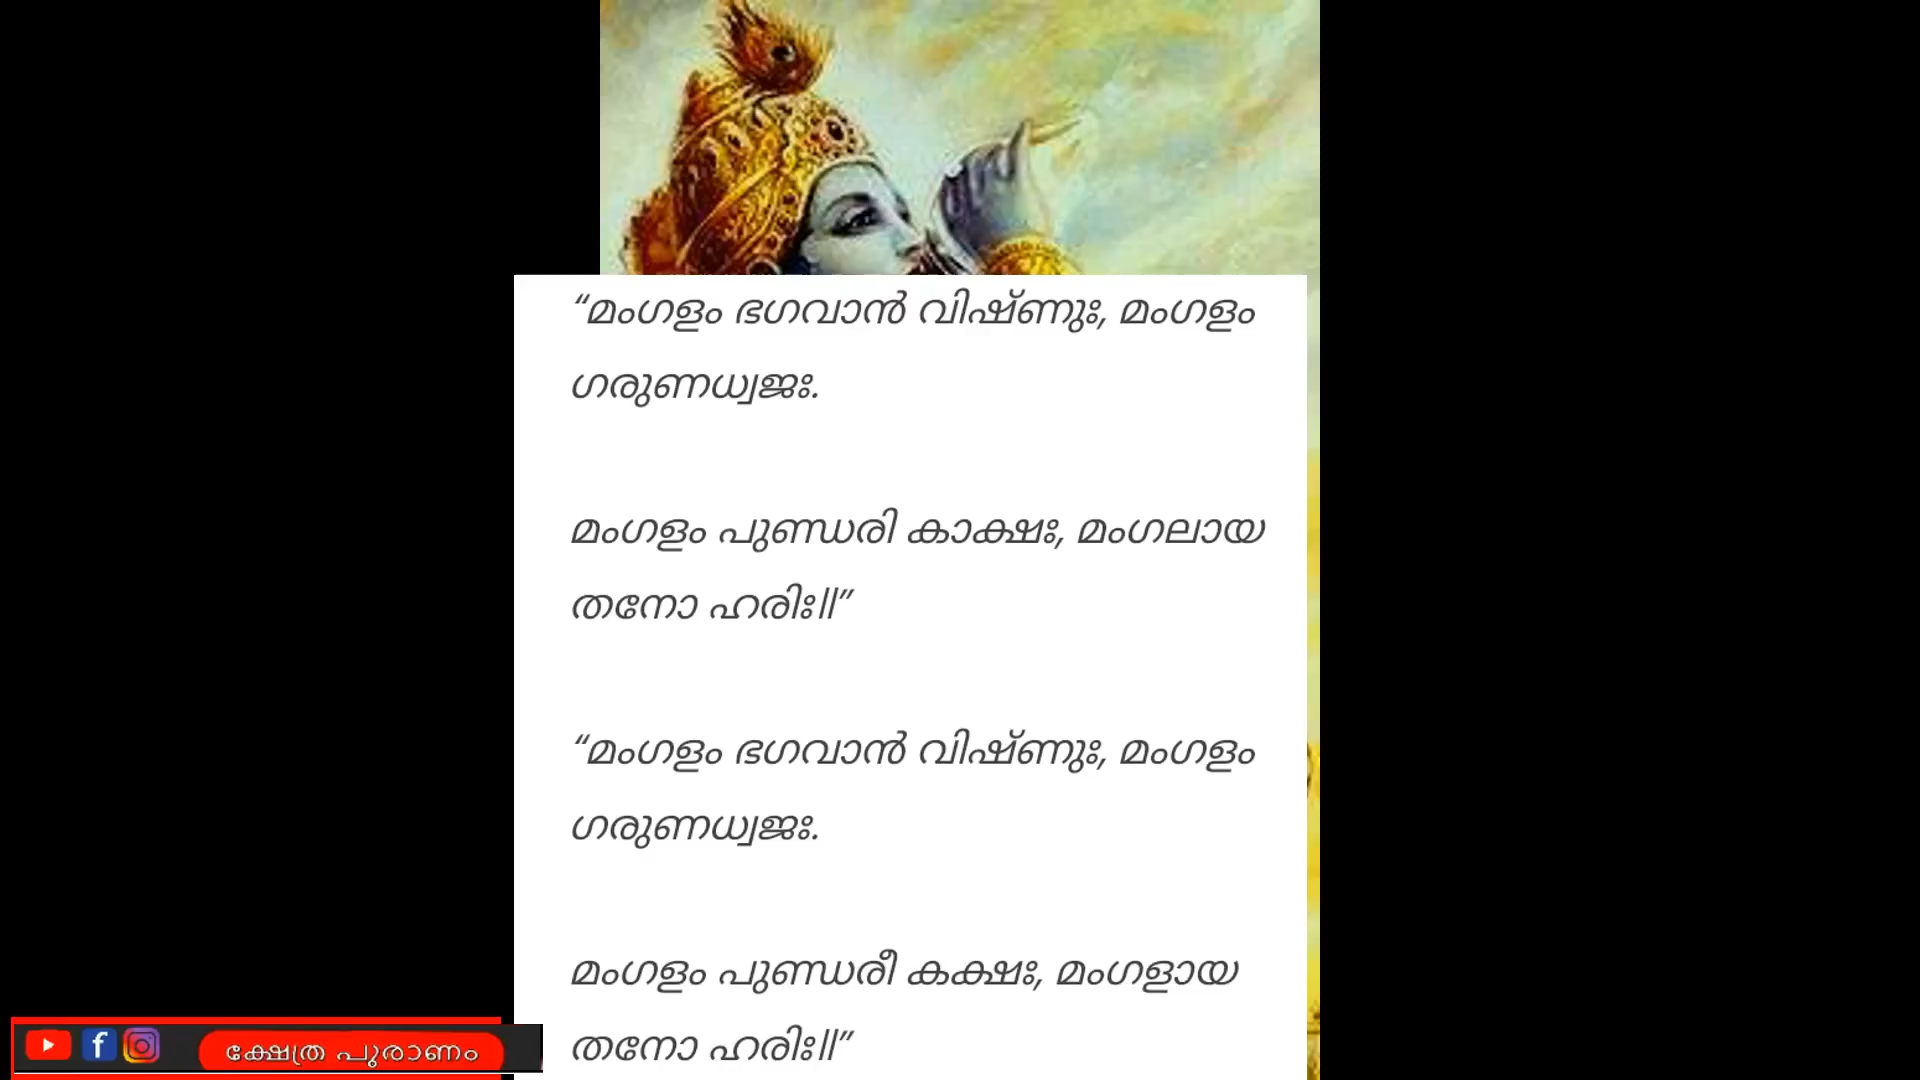 “മംഗളം ഭഗവാൻ വിഷ്ണുഃ, മംഗളം
ഗരുണധ്വജഃ.
മംഗളം പുണ്ഡരി കാക്ഷഃ, മംഗലായ
തനോ ഹരിഃ॥”
“മംഗളം ഭഗവാൻ വിഷ്ണുഃ, മംഗളം
ഗരുണധ്വജഃ.
മംഗളം പുണ്ഡരീ കക്ഷഃ, മംഗളായ
തനോ ഹരിഃ॥”
ക്ഷേത്ര പുരാണം